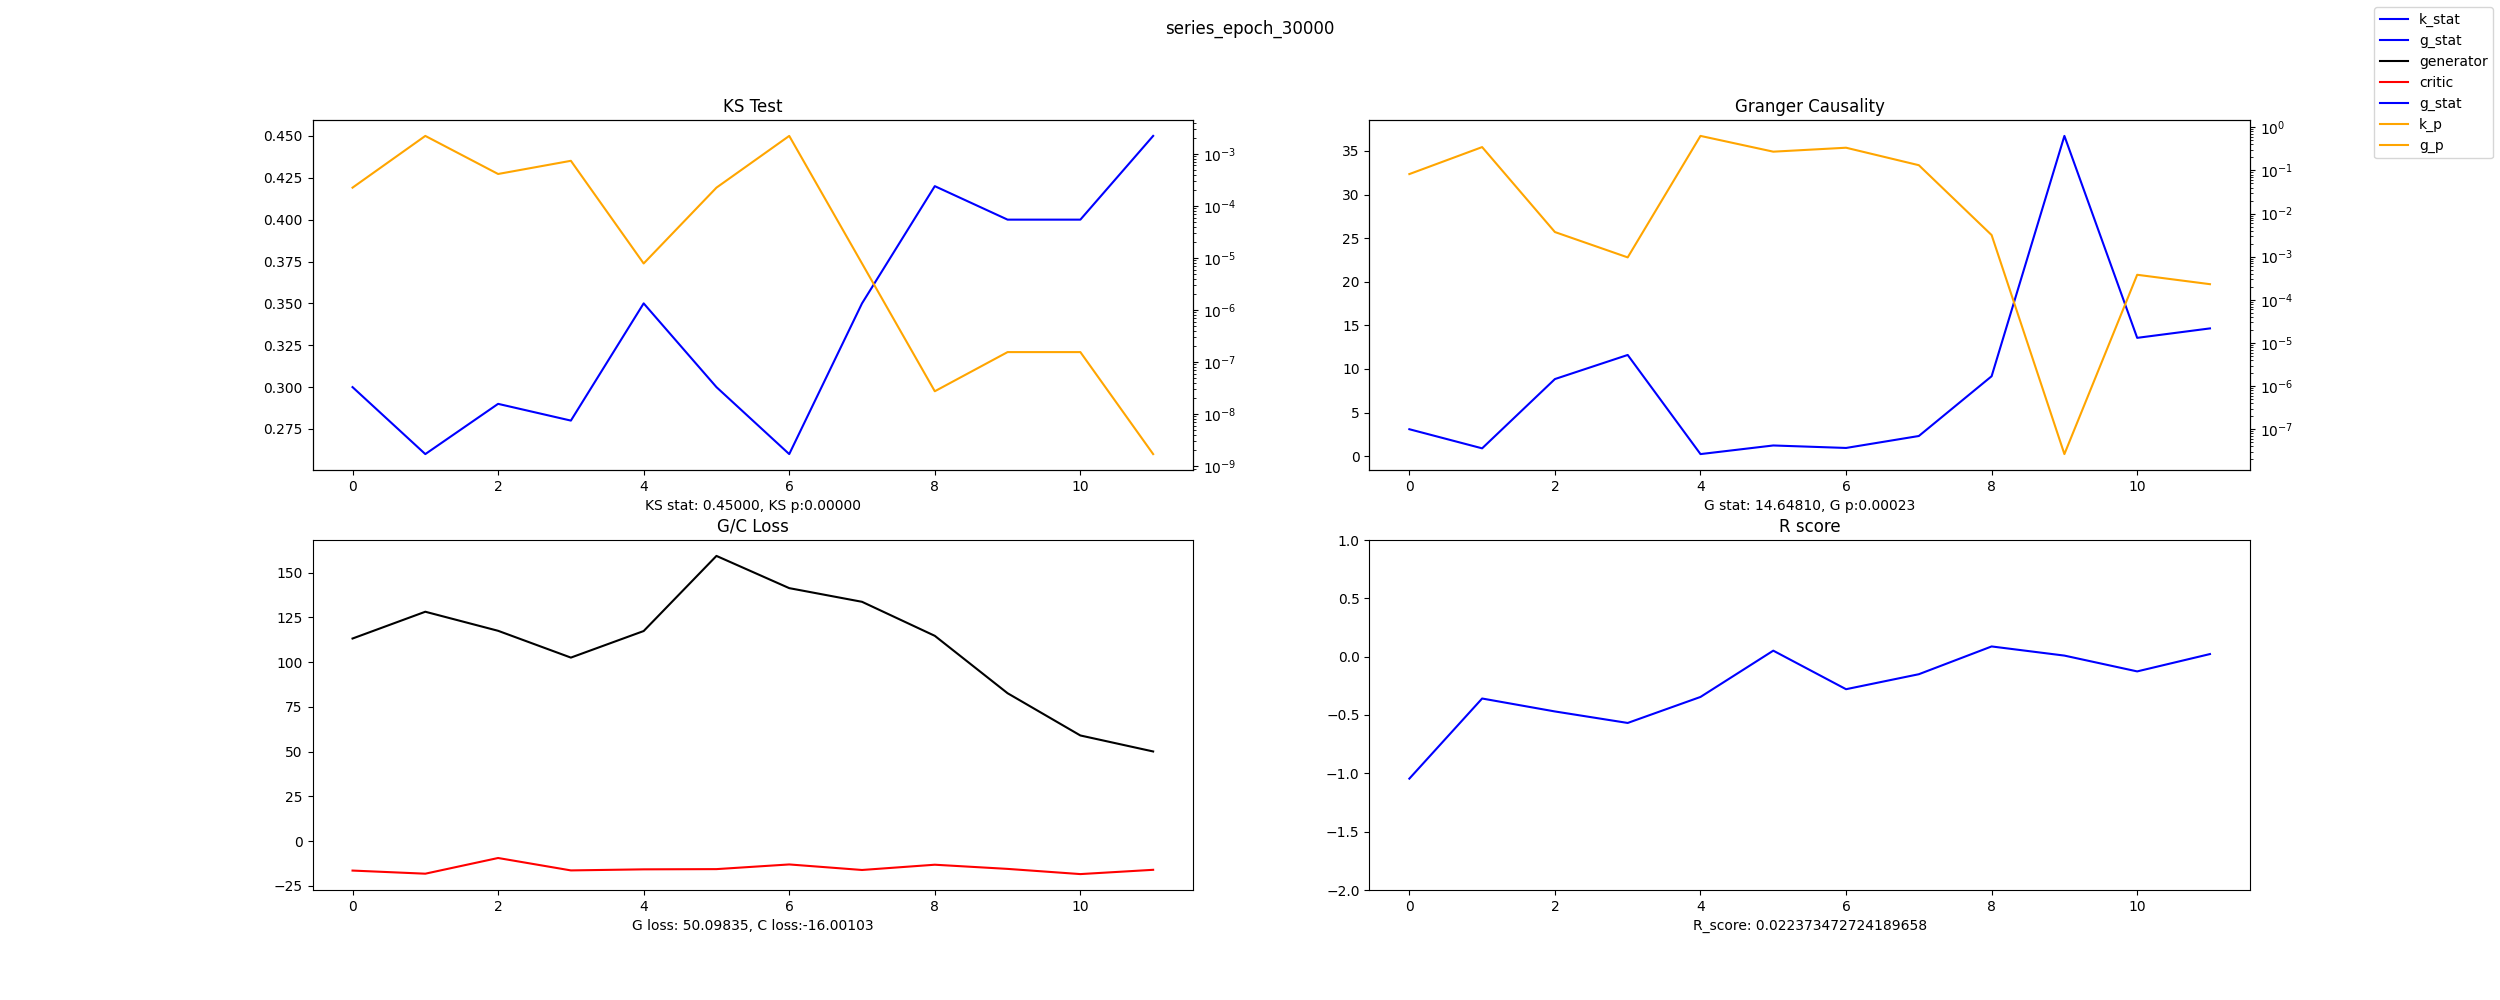 series_epoch_30000
k_stat
g_stat
generator
critic
g_stat
k_p
g_p
KS Test
0.450
0.425
0.400
0.375
0.350
0.325
0.300
0.275
10⁻³
10⁻⁴
10⁻⁵
10⁻⁶
10⁻⁷
10⁻⁸
10⁻⁹
0 2 4 6 8 10
KS stat: 0.45000, KS p:0.00000
Granger Causality
35
30
25
20
15
10
5
0
10⁰
10⁻¹
10⁻²
10⁻³
10⁻⁴
10⁻⁵
10⁻⁶
10⁻⁷
0 2 4 6 8 10
G stat: 14.64810, G p:0.00023
G/C Loss
150
125
100
75
50
25
0
−25
0 2 4 6 8 10
G loss: 50.09835, C loss:-16.00103
R score
1.0
0.5
0.0
−0.5
−1.0
−1.5
−2.0
0 2 4 6 8 10
R_score: 0.022373472724189658